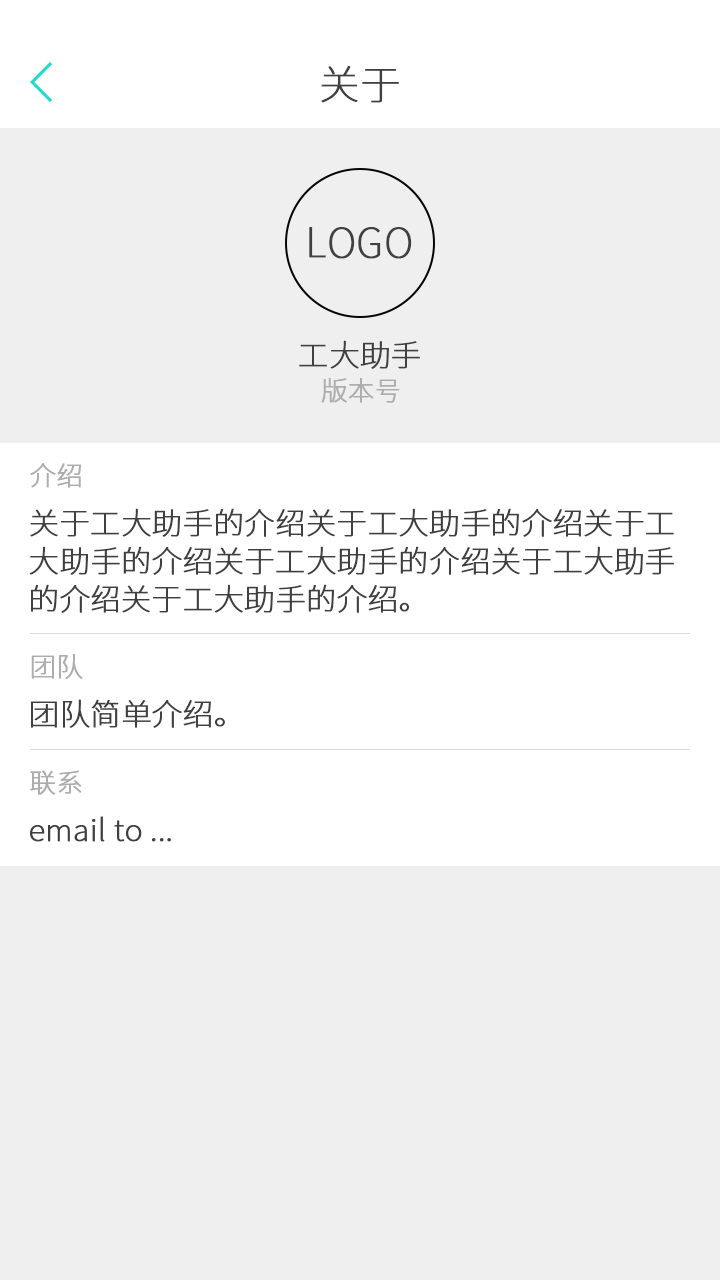 关于
LOGO
工大助手
版本号
介绍
关于工大助手的介绍关于工大助手的介绍关于工
大助手的介绍关于工大助手的介绍关于工大助手
的介绍关于工大助手的介绍。
团队
团队简单介绍。
联系
email to ...